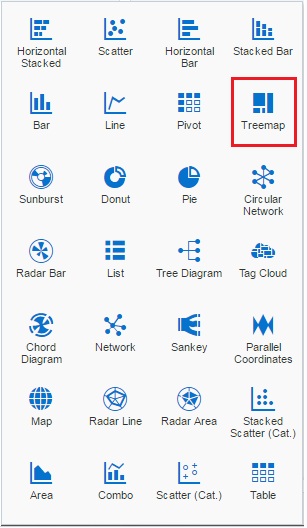 Horizontal Stacked
Scatter
Horizontal Bar
Stacked Bar
Bar
Line
Pivot
Treemap
Sunburst
Donut
Pie
Circular Network
Radar Bar
List
Tree Diagram
Tag Cloud
Chord Diagram
Network
Sankey
Parallel Coordinates
Map
Radar Line
Radar Area
Stacked Scatter (Cat.)
Area
Combo
Scatter (Cat.)
Table